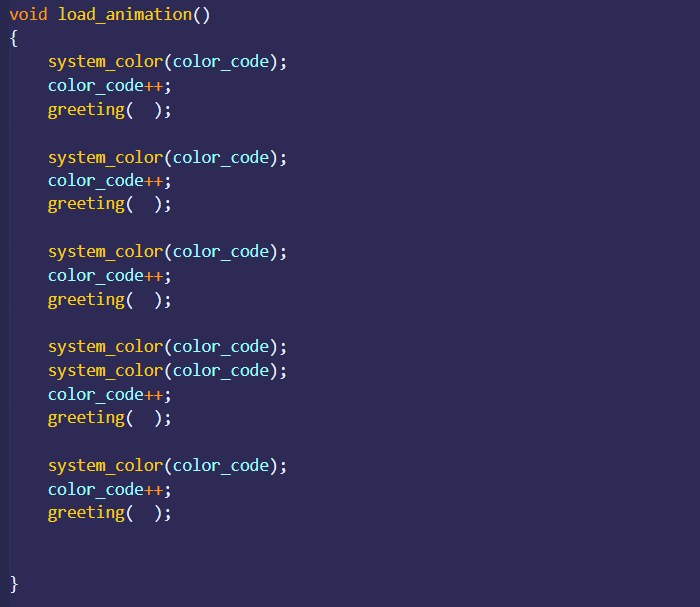 void load_animation()
{
    system_color(color_code);
    color_code++;
    greeting(  );

    system_color(color_code);
    color_code++;
    greeting(  );

    system_color(color_code);
    color_code++;
    greeting(  );

    system_color(color_code);
    system_color(color_code);
    color_code++;
    greeting(  );

    system_color(color_code);
    color_code++;
    greeting(  );


}